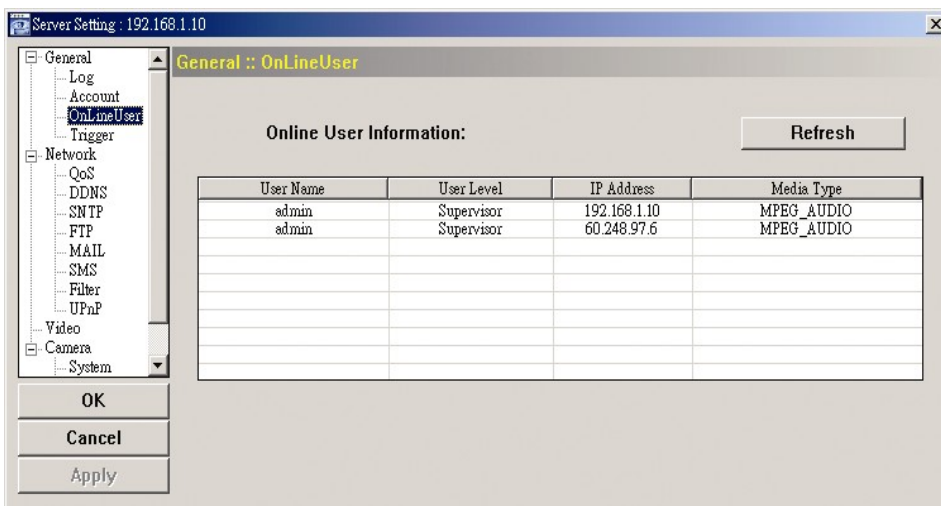 Server Setting : 192.168.1.10
General
Log
Account
OnLineUser
Trigger
Network
QoS
DDNS
SNTP
FTP
MAIL
SMS
Filter
UPnP
Video
Camera
System
OK
Cancel
Apply
General :: OnLineUser
Online User Information:
Refresh
User Name User Level IP Address Media Type
admin Supervisor 192.168.1.10 MPEG_AUDIO
admin Supervisor 60.248.97.6 MPEG_AUDIO